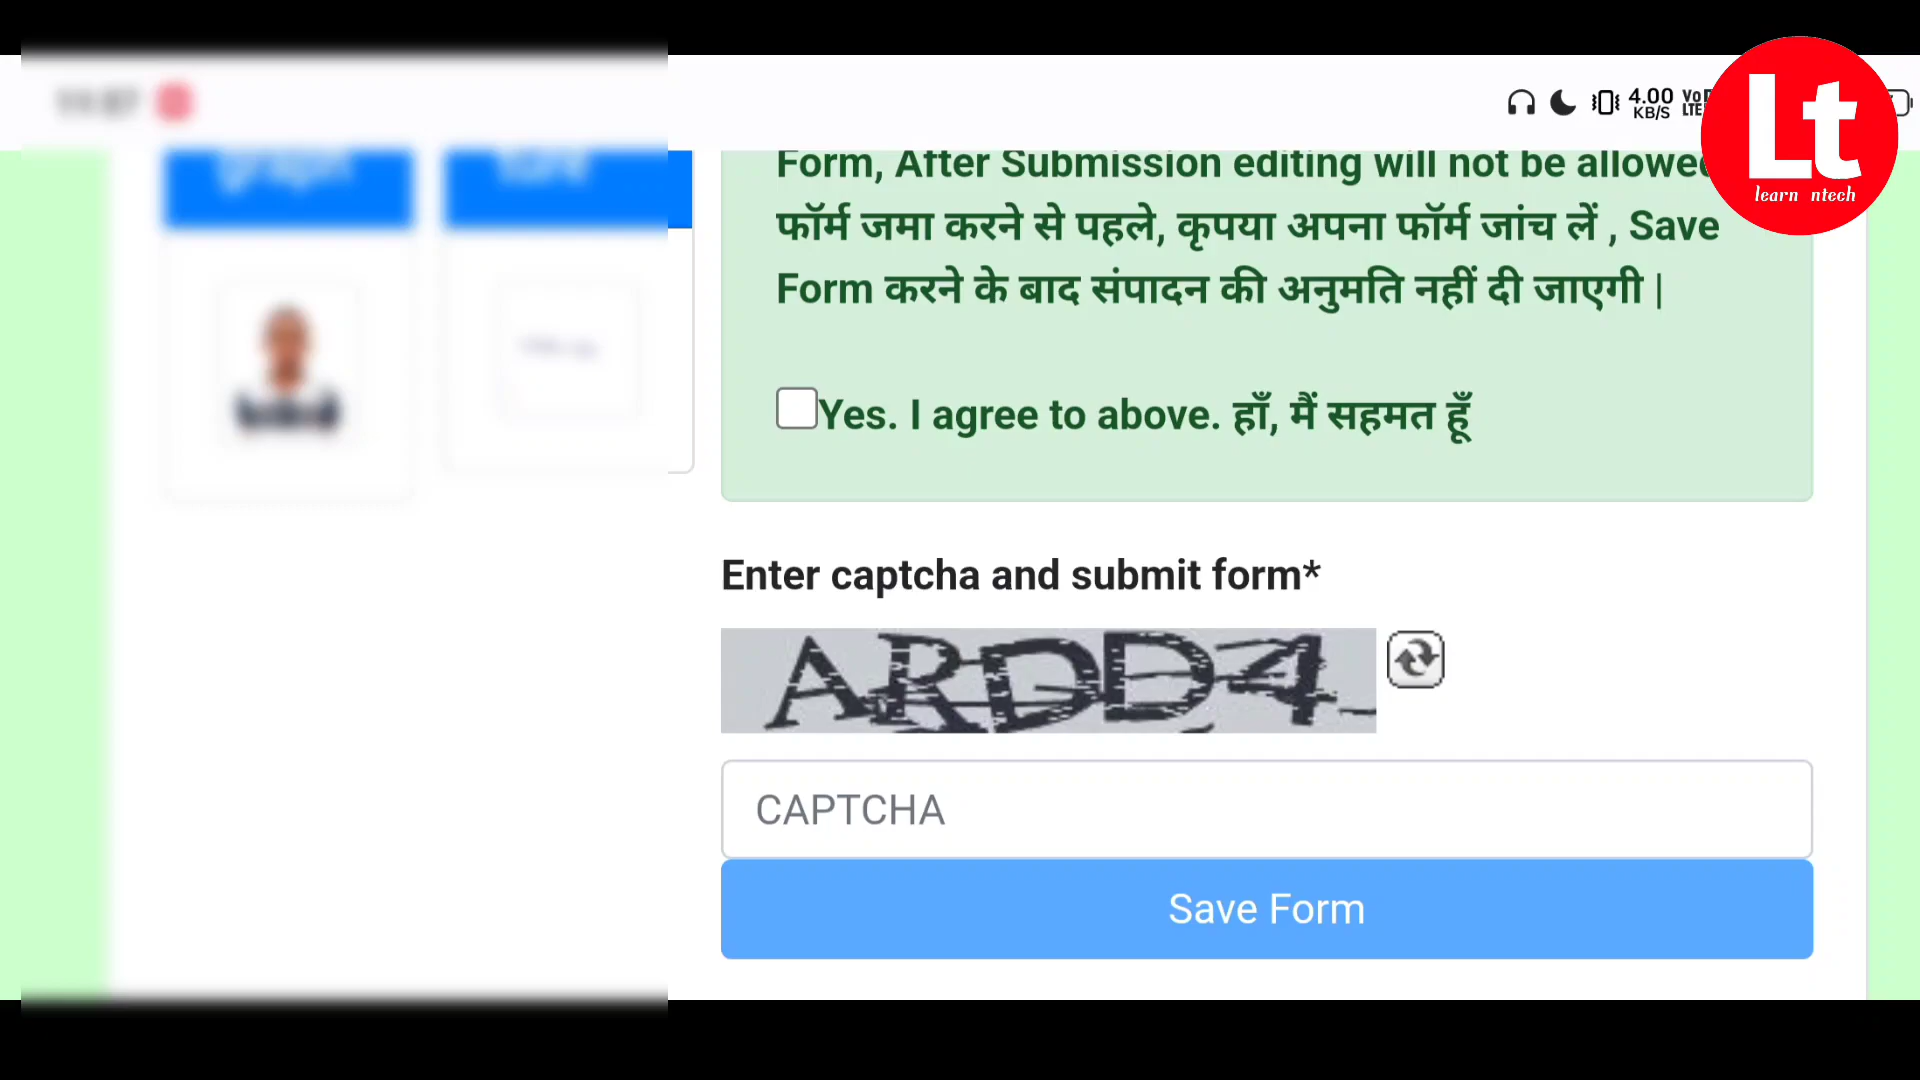 4.00
KB/S
Lt
learn ntech
Form, After Submission editing will not be allowed
फॉर्म जमा करने से पहले, कृपया अपना फॉर्म जांच लें , Save
Form करने के बाद संपादन की अनुमति नहीं दी जाएगी |
Yes. I agree to above. हाँ, मैं सहमत हूँ
Enter captcha and submit form*
ARDD4
CAPTCHA
Save Form